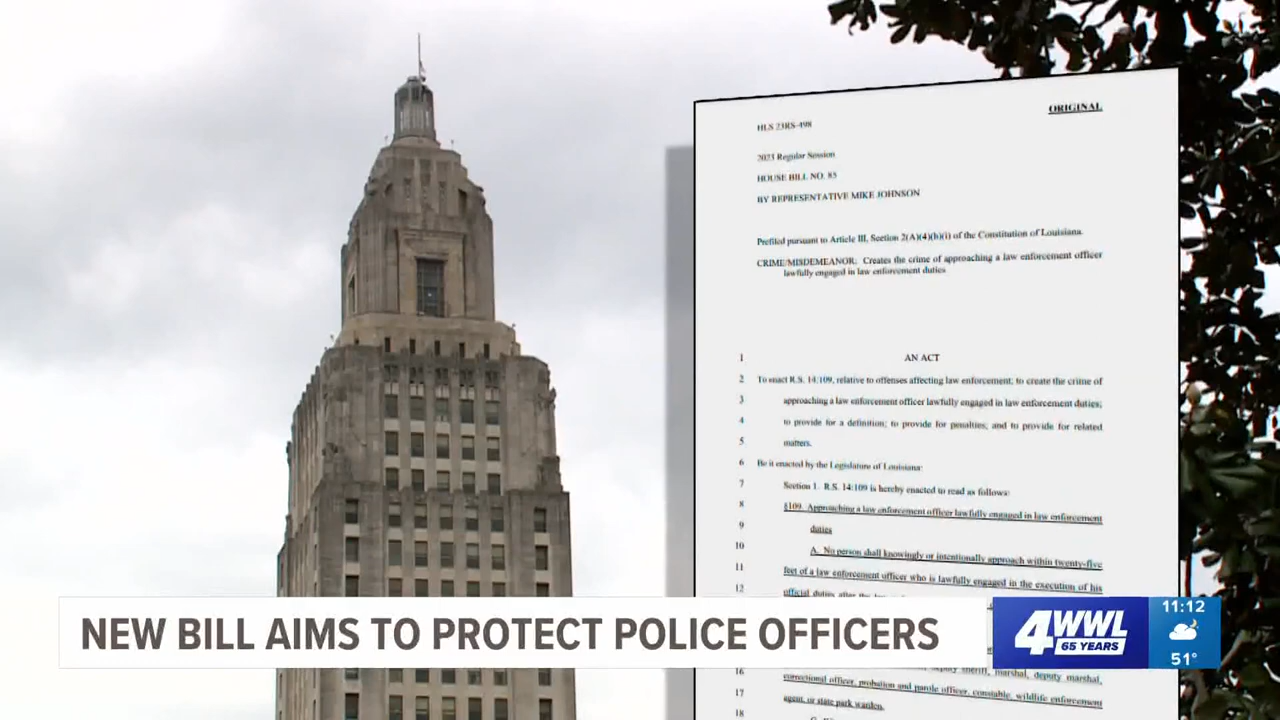 ORIGINAL
HLS 23RS-498
2023 Regular Session
HOUSE BILL NO. 85
BY REPRESENTATIVE MIKE JOHNSON
Prefiled pursuant to Article III, Section 2(A)(4)(b)(i) of the Constitution of Louisiana.
CRIME/MISDEMEANOR: Creates the crime of approaching a law enforcement officer
lawfully engaged in law enforcement duties
1 AN ACT
2 To enact R.S. 14:109, relative to offenses affecting law enforcement; to create the crime of
3 approaching a law enforcement officer lawfully engaged in law enforcement duties;
4 to provide for a definition; to provide for penalties; and to provide for related
5 matters.
6 Be it enacted by the Legislature of Louisiana:
7 Section 1. R.S. 14:109 is hereby enacted to read as follows:
8 §109. Approaching a law enforcement officer lawfully engaged in law enforcement
9 duties
10 A. No person shall knowingly or intentionally approach within twenty-five
11 feet of a law enforcement officer who is lawfully engaged in the execution of his
12 official duties after the
NEW BILL AIMS TO PROTECT POLICE OFFICERS
4WWL
65 YEARS
11:12
51°
16 correctional officer, probation and parole officer, constable, wildlife enforcement
deputy sheriff, marshal, deputy marshal,
17 agent, or state park warden.
18